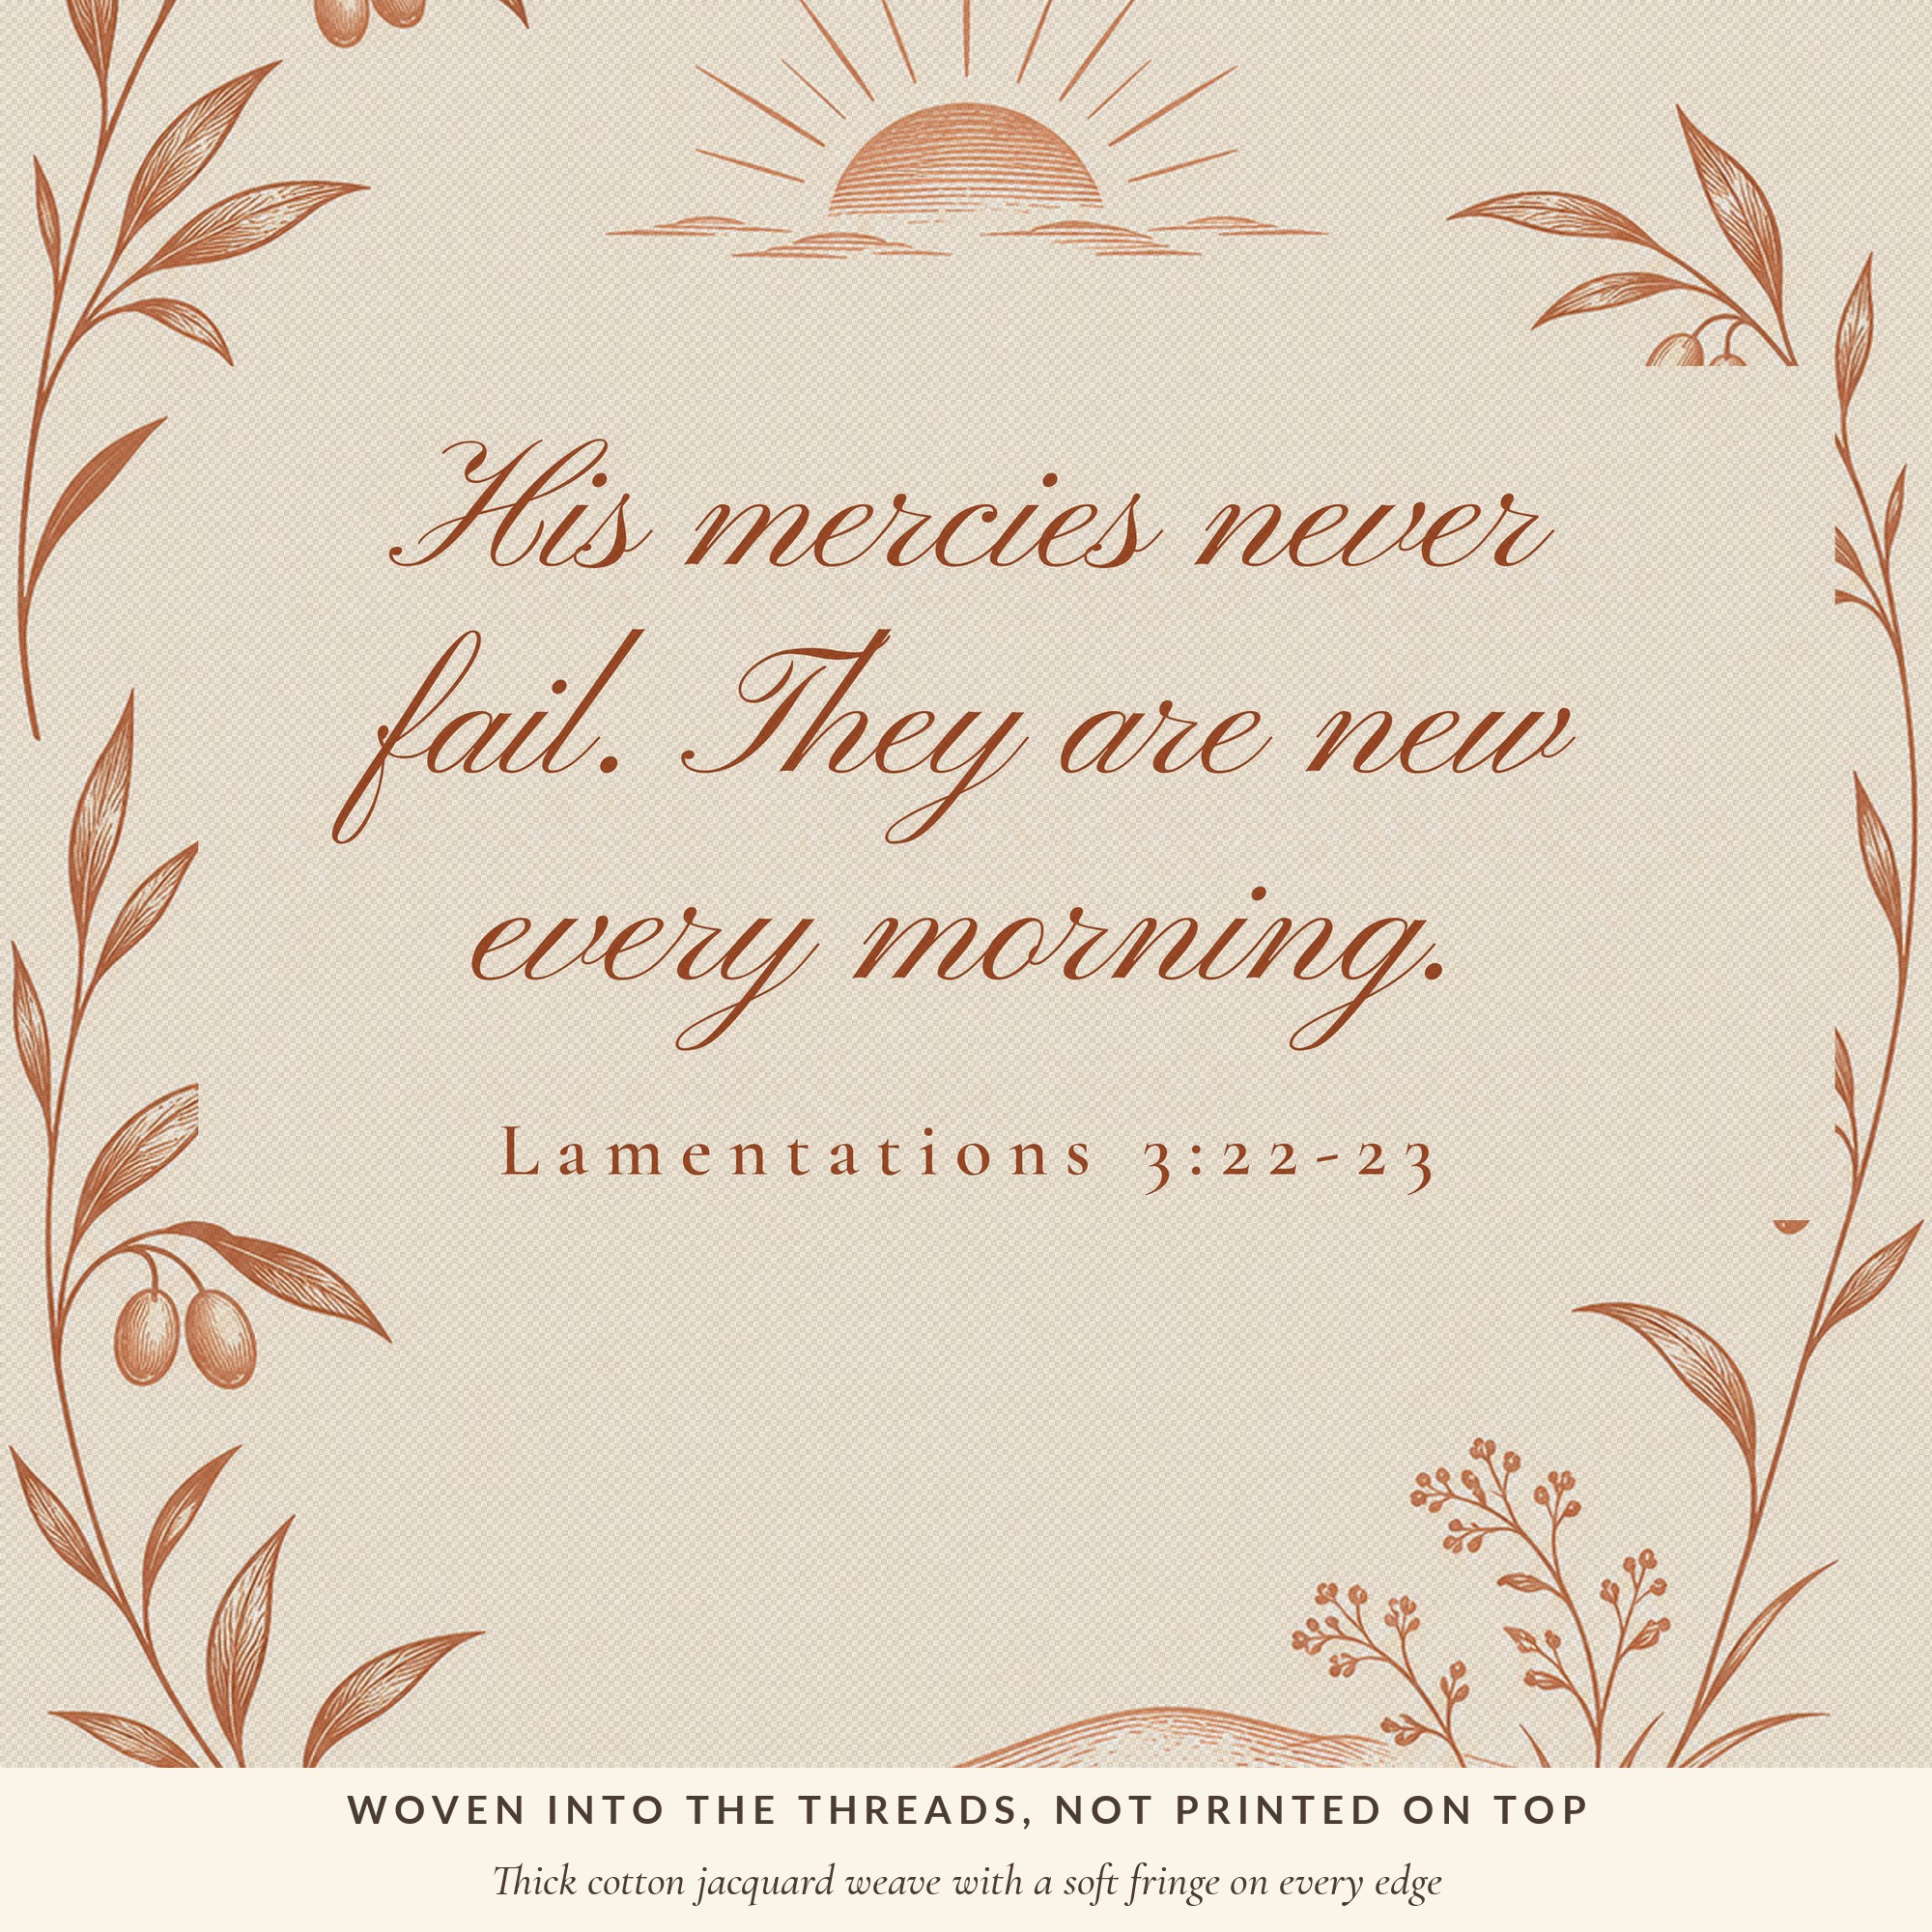 His mercies never
fail. They are new
every morning.
Lamentations 3:22-23
WOVEN INTO THE THREADS, NOT PRINTED ON TOP
Thick cotton jacquard weave with a soft fringe on every edge